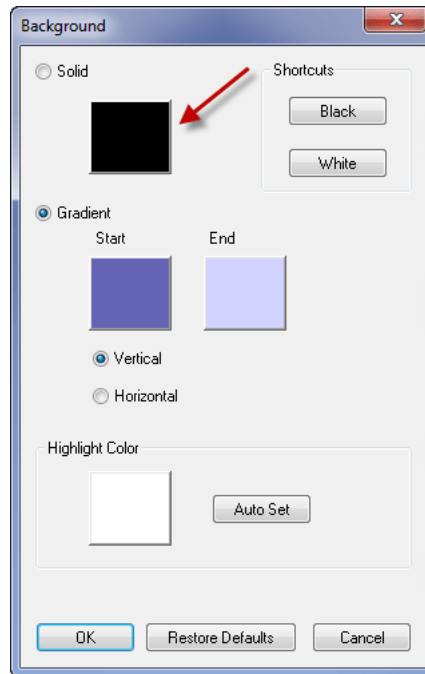 Background
Solid
Shortcuts
Black
White
Gradient
Start End
Vertical
Horizontal
Highlight Color
Auto Set
OK Restore Defaults Cancel